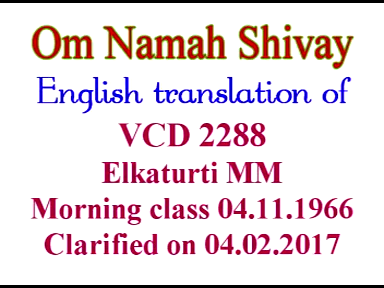 Om Namah Shivay
English translation of
VCD 2288
Elkaturti MM
Morning class 04.11.1966
Clarified on 04.02.2017